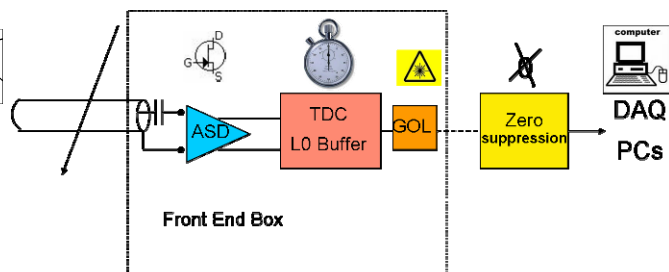 computer
D
G
S
ASD
TDC
L0 Buffer
GOL
Zero
suppression
DAQ
PCs
Front End Box